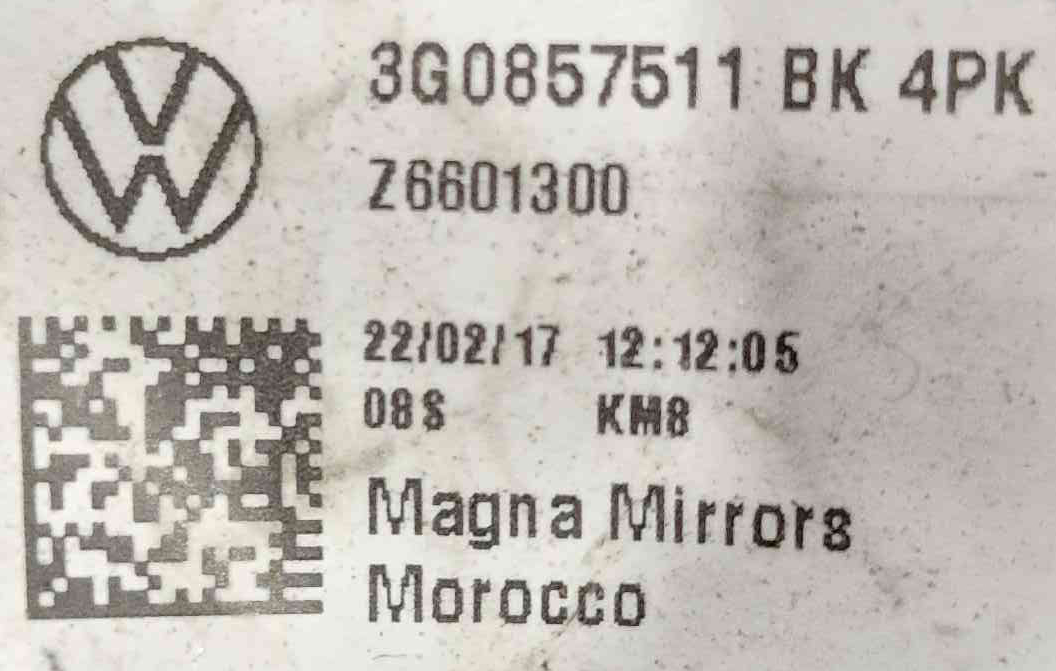 3G0857511 BK 4PK
Z6601300
22/02/17 12:12:05
08S KM8
Magna Mirrors
Morocco